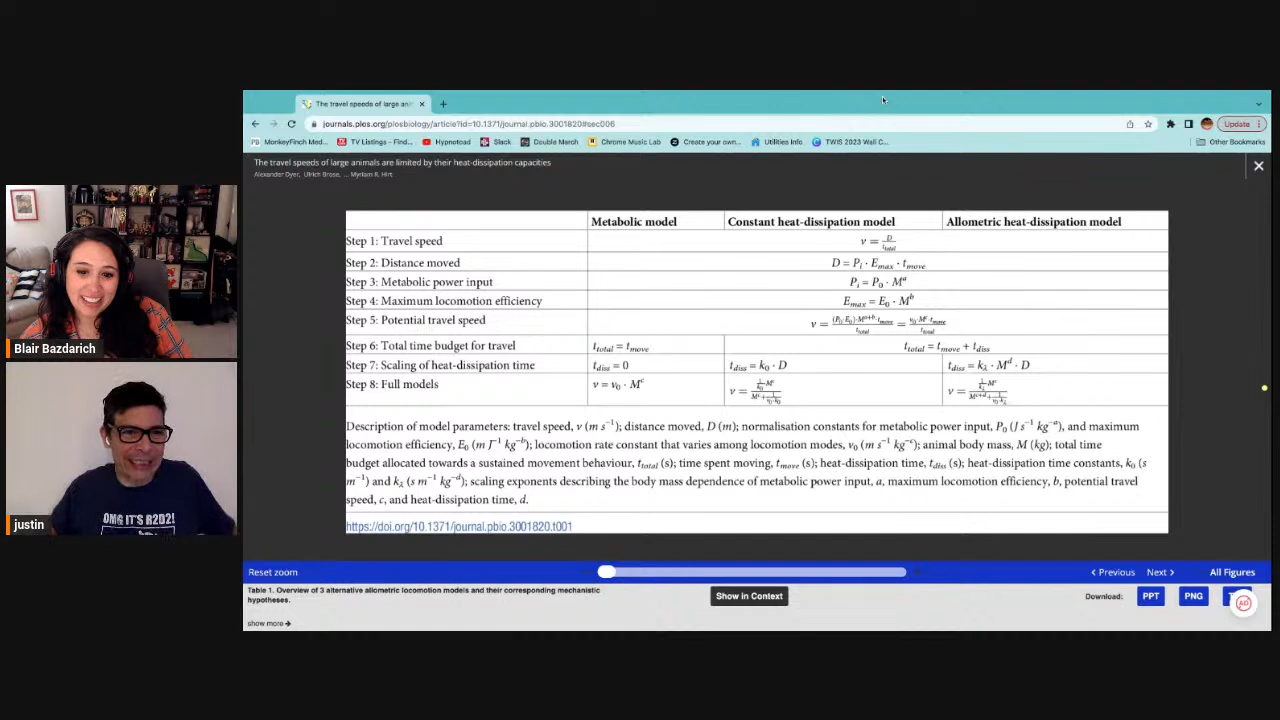 The travel speeds of large ani
journals.plos.org/plosbiology/article?id=10.1371/journal.pbio.3001820#sec006
Update
MonkeyFinch Med...
TV Listings - Find...
Hypnotoad
Slack
Double March
Chrome Music Lab
Create your own...
Utilities Info
TWIS 2023 Wall C...
Other Bookmarks
The travel speeds of large animals are limited by their heat-dissipation capacities
Alexander Dyer, Ulrich Brose, ... Myriam R. Hirt
Metabolic model Constant heat-dissipation model Allometric heat-dissipation model
Step 1: Travel speed v = D/t_total
Step 2: Distance moved D = P_i · E_max · t_move
Step 3: Metabolic power input P_i = P_0 · M^a
Step 4: Maximum locomotion efficiency E_max = E_0 · M^b
Step 5: Potential travel speed v = (P_0·E_0)·M^(a+b)·t_move / t_total = v_0·M^c·t_move / t_total
Step 6: Total time budget for travel t_total = t_move t_total = t_move + t_diss
Step 7: Scaling of heat-dissipation time t_diss = 0 t_diss = k_0 · D t_diss = k_λ · M^d · D
Step 8: Full models v = v_0 · M^c
Description of model parameters: travel speed, v (m s⁻¹); distance moved, D (m); normalisation constants for metabolic power input, P_0 (J s⁻¹ kg⁻ᵃ), and maximum
locomotion efficiency, E_0 (m J⁻¹ kg⁻ᵇ); locomotion rate constant that varies among locomotion modes, v_0 (m s⁻¹ kg⁻ᶜ); animal body mass, M (kg); total time
budget allocated towards a sustained movement behaviour, t_total (s); time spent moving, t_move (s); heat-dissipation time, t_diss (s); heat-dissipation time constants, k_0 (s
m⁻¹) and k_λ (s m⁻¹ kg⁻ᵈ); scaling exponents describing the body mass dependence of metabolic power input, a, maximum locomotion efficiency, b, potential travel
speed, c, and heat-dissipation time, d.
https://doi.org/10.1371/journal.pbio.3001820.t001
Reset zoom
< Previous Next > All Figures
Table 1. Overview of 3 alternative allometric locomotion models and their corresponding mechanistic
hypotheses.
Show in Context
Download: PPT PNG
show more
Blair Bazdarich
OMG IT'S R2D2!
justin